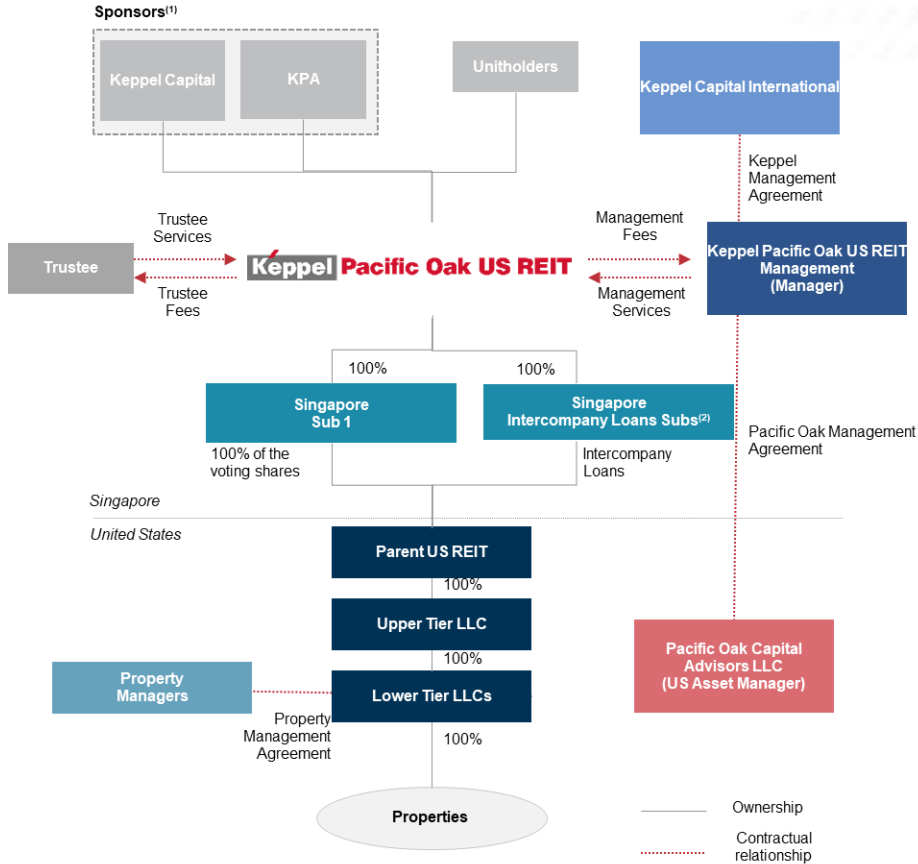 Sponsors(1)
Keppel Capital
KPA
Unitholders
Keppel Capital International
Keppel
Management
Agreement
Trustee
Services
Management
Fees
Trustee
Keppel Pacific Oak US REIT
Keppel Pacific Oak US REIT
Management
(Manager)
Trustee
Fees
Management
Services
100%
100%
Singapore
Sub 1
Singapore
Intercompany Loans Subs(2)
Pacific Oak Management
Agreement
100% of the
voting shares
Intercompany
Loans
Singapore
United States
Parent US REIT
100%
Upper Tier LLC
100%
Pacific Oak Capital
Advisors LLC
(US Asset Manager)
Property
Managers
Lower Tier LLCs
Property
Management
Agreement
100%
Properties
Ownership
Contractual
relationship